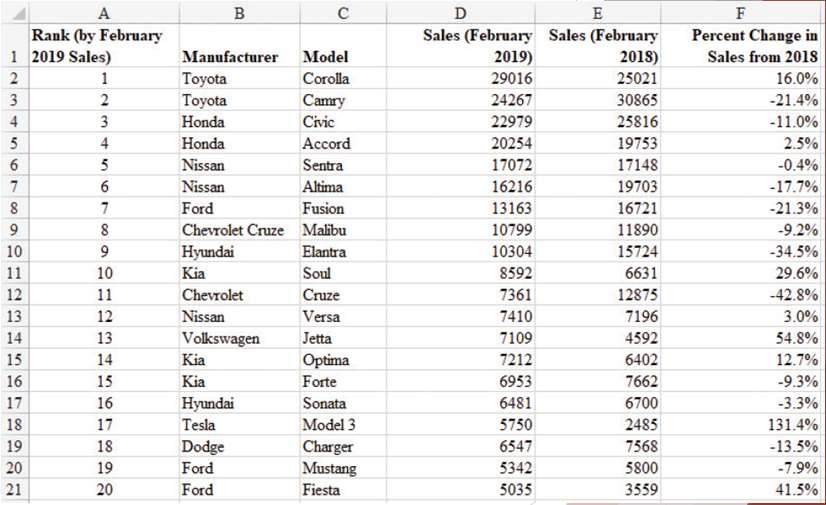 A B C D E F
Rank (by February Sales (February Sales (February Percent Change in
1 2019 Sales) Manufacturer Model 2019) 2018) Sales from 2018
2 1 Toyota Corolla 29016 25021 16.0%
3 2 Toyota Camry 24267 30865 -21.4%
4 3 Honda Civic 22979 25816 -11.0%
5 4 Honda Accord 20254 19753 2.5%
6 5 Nissan Sentra 17072 17148 -0.4%
7 6 Nissan Altima 16216 19703 -17.7%
8 7 Ford Fusion 13163 16721 -21.3%
9 8 Chevrolet Cruze Malibu 10799 11890 -9.2%
10 9 Hyundai Elantra 10304 15724 -34.5%
11 10 Kia Soul 8592 6631 29.6%
12 11 Chevrolet Cruze 7361 12875 -42.8%
13 12 Nissan Versa 7410 7196 3.0%
14 13 Volkswagen Jetta 7109 4592 54.8%
15 14 Kia Optima 7212 6402 12.7%
16 15 Kia Forte 6953 7662 -9.3%
17 16 Hyundai Sonata 6481 6700 -3.3%
18 17 Tesla Model 3 5750 2485 131.4%
19 18 Dodge Charger 6547 7568 -13.5%
20 19 Ford Mustang 5342 5800 -7.9%
21 20 Ford Fiesta 5035 3559 41.5%